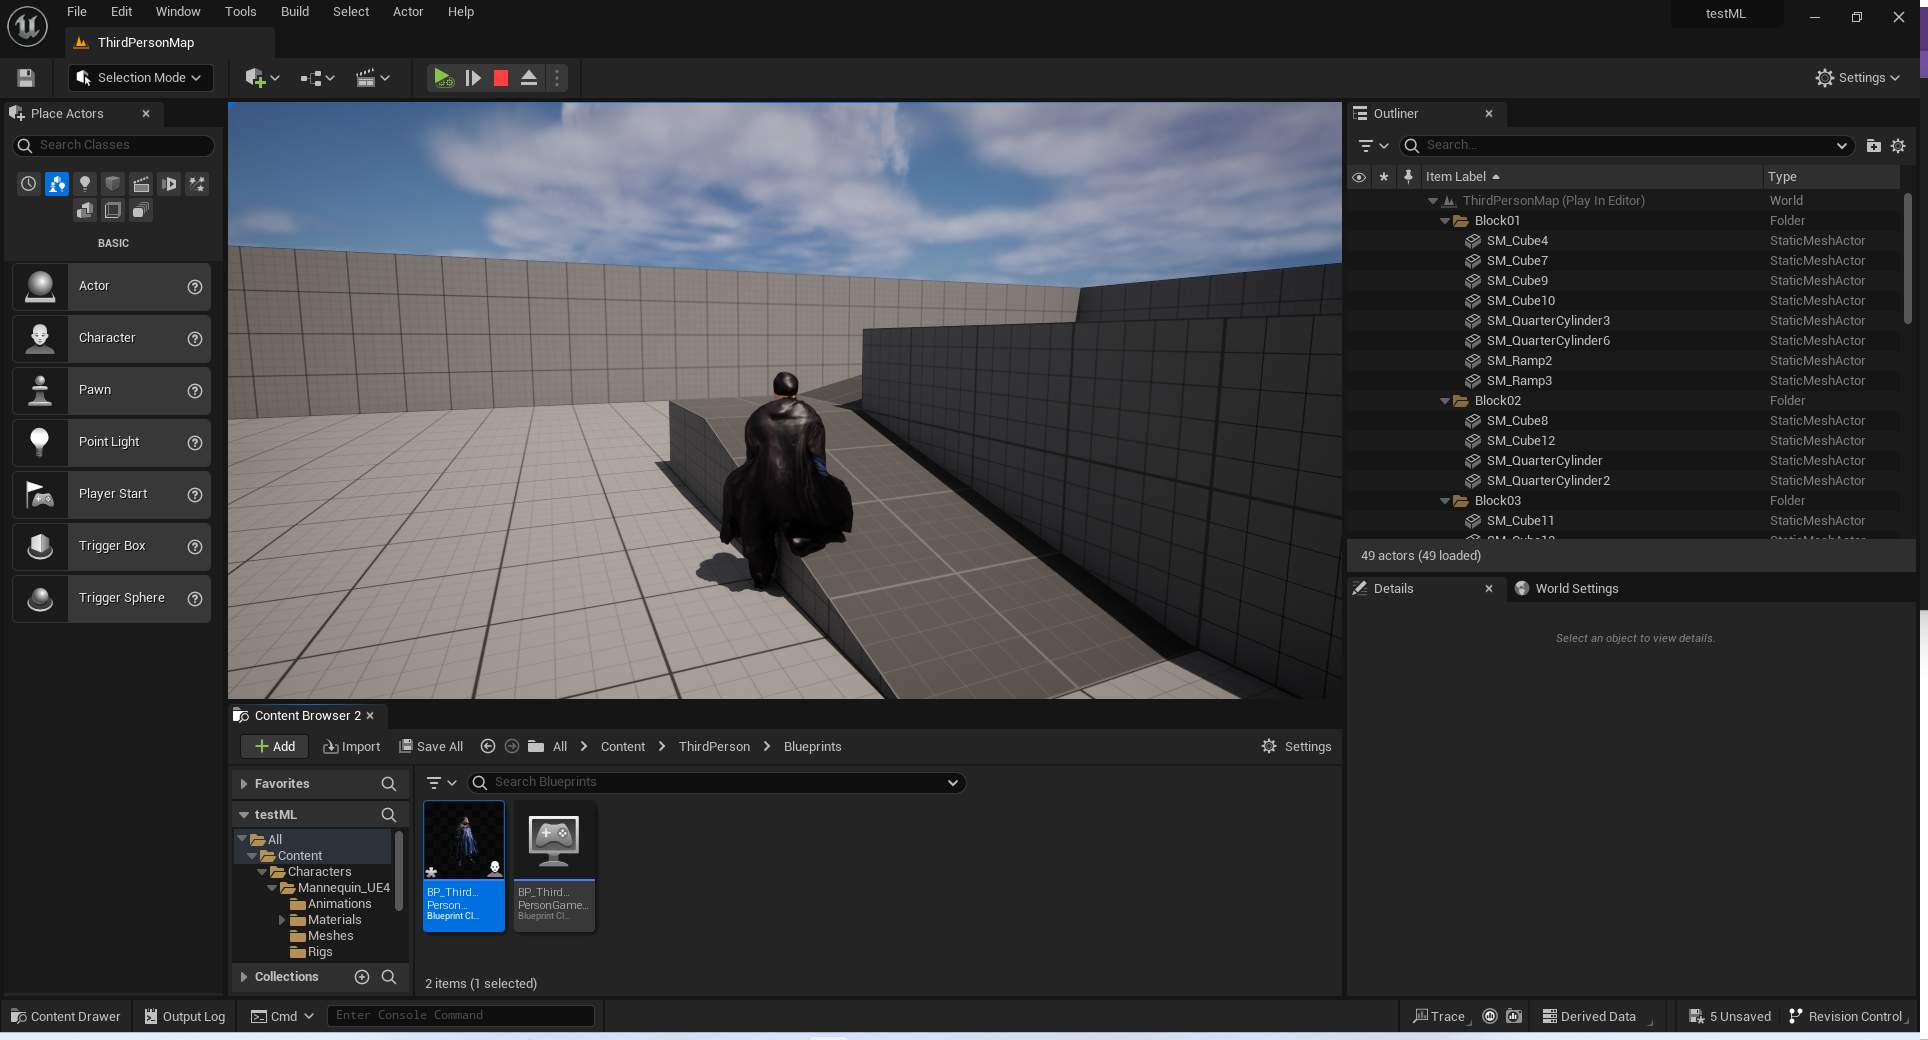 File Edit Window Tools Build Select Actor Help
testML
ThirdPersonMap
Selection Mode
Settings
Place Actors
Search Classes
BASIC
Actor
Character
Pawn
Point Light
Player Start
Trigger Box
Trigger Sphere
Outliner
Search...
Item Label Type
ThirdPersonMap (Play In Editor) World
Block01 Folder
SM_Cube4 StaticMeshActor
SM_Cube7 StaticMeshActor
SM_Cube9 StaticMeshActor
SM_Cube10 StaticMeshActor
SM_QuarterCylinder3 StaticMeshActor
SM_QuarterCylinder6 StaticMeshActor
SM_Ramp2 StaticMeshActor
SM_Ramp3 StaticMeshActor
Block02 Folder
SM_Cube8 StaticMeshActor
SM_Cube12 StaticMeshActor
SM_QuarterCylinder StaticMeshActor
SM_QuarterCylinder2 StaticMeshActor
Block03 Folder
SM_Cube11 StaticMeshActor
49 actors (49 loaded)
Details World Settings
Select an object to view details.
Content Browser 2
Add Import Save All All Content ThirdPerson Blueprints Settings
Favorites
Search Blueprints
testML
All
Content
Characters
Mannequin_UE4
Animations
Materials
Meshes
Rigs
Collections
BP_Third...
Person...
Blueprint Cl...
BP_Third...
PersonGame...
Blueprint Cl...
2 items (1 selected)
Content Drawer Output Log Cmd Enter Console Command Trace Derived Data 5 Unsaved Revision Control